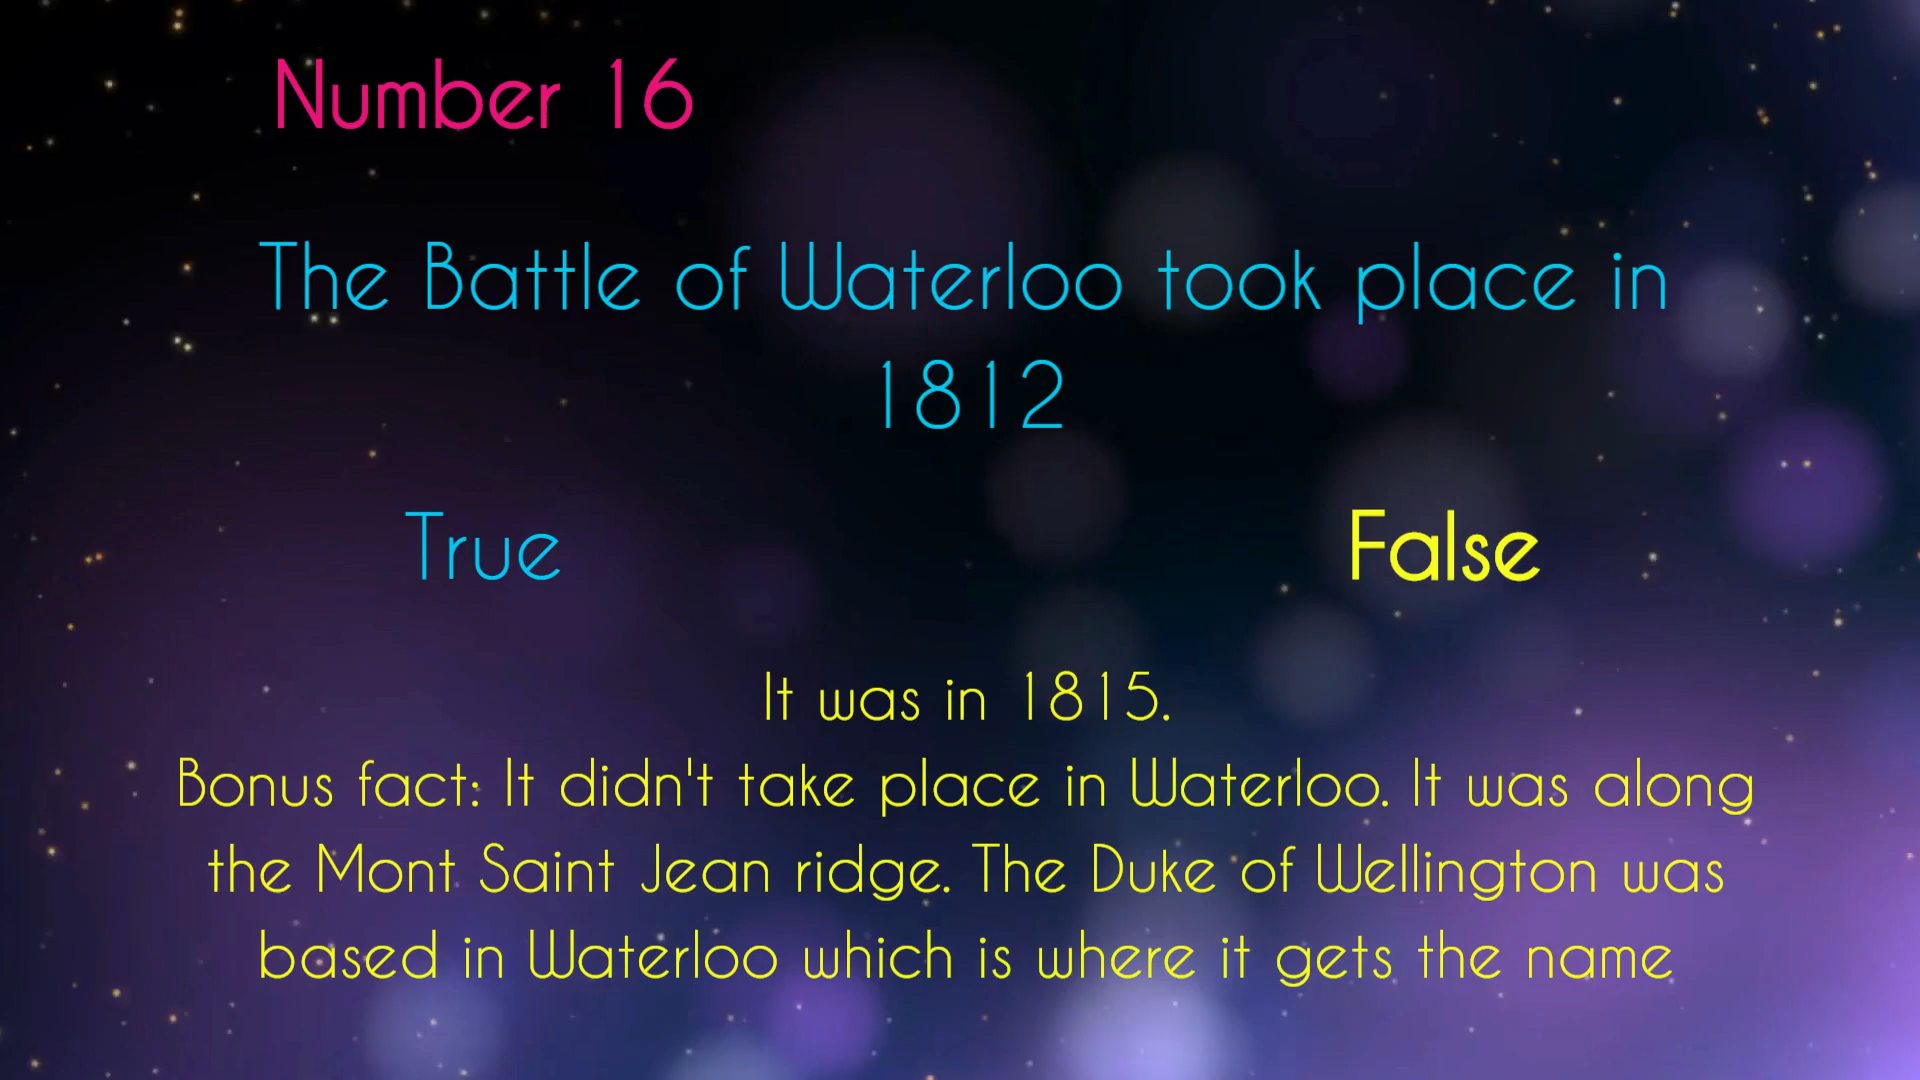 Number 16
The Battle of Waterloo took place in
1812
True
False
It was in 1815.
Bonus fact: It didn't take place in Waterloo. It was along
the Mont Saint Jean ridge. The Duke of Wellington was
based in Waterloo which is where it gets the name